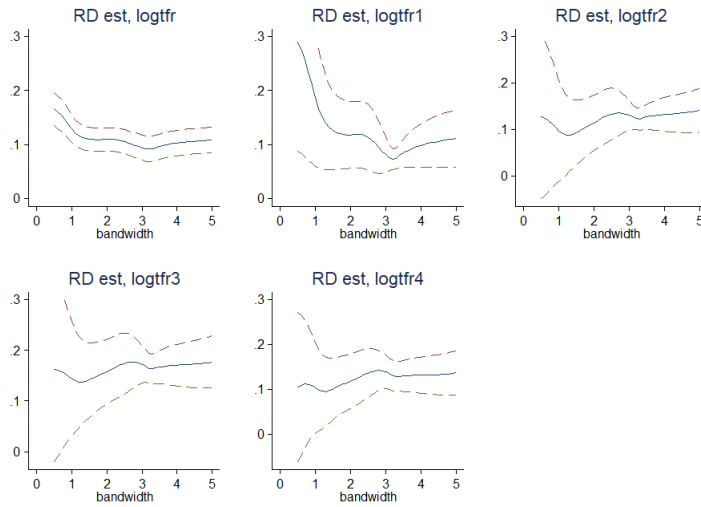 RD est, logtfr
.3
.2
.1
0
0 1 2 3 4 5
bandwidth
RD est, logtfr1
.3
.2
.1
0
0 1 2 3 4 5
bandwidth
RD est, logtfr2
.3
.2
.1
0
0 1 2 3 4 5
bandwidth
RD est, logtfr3
.3
.2
.1
0
0 1 2 3 4 5
bandwidth
RD est, logtfr4
.3
.2
.1
0
0 1 2 3 4 5
bandwidth